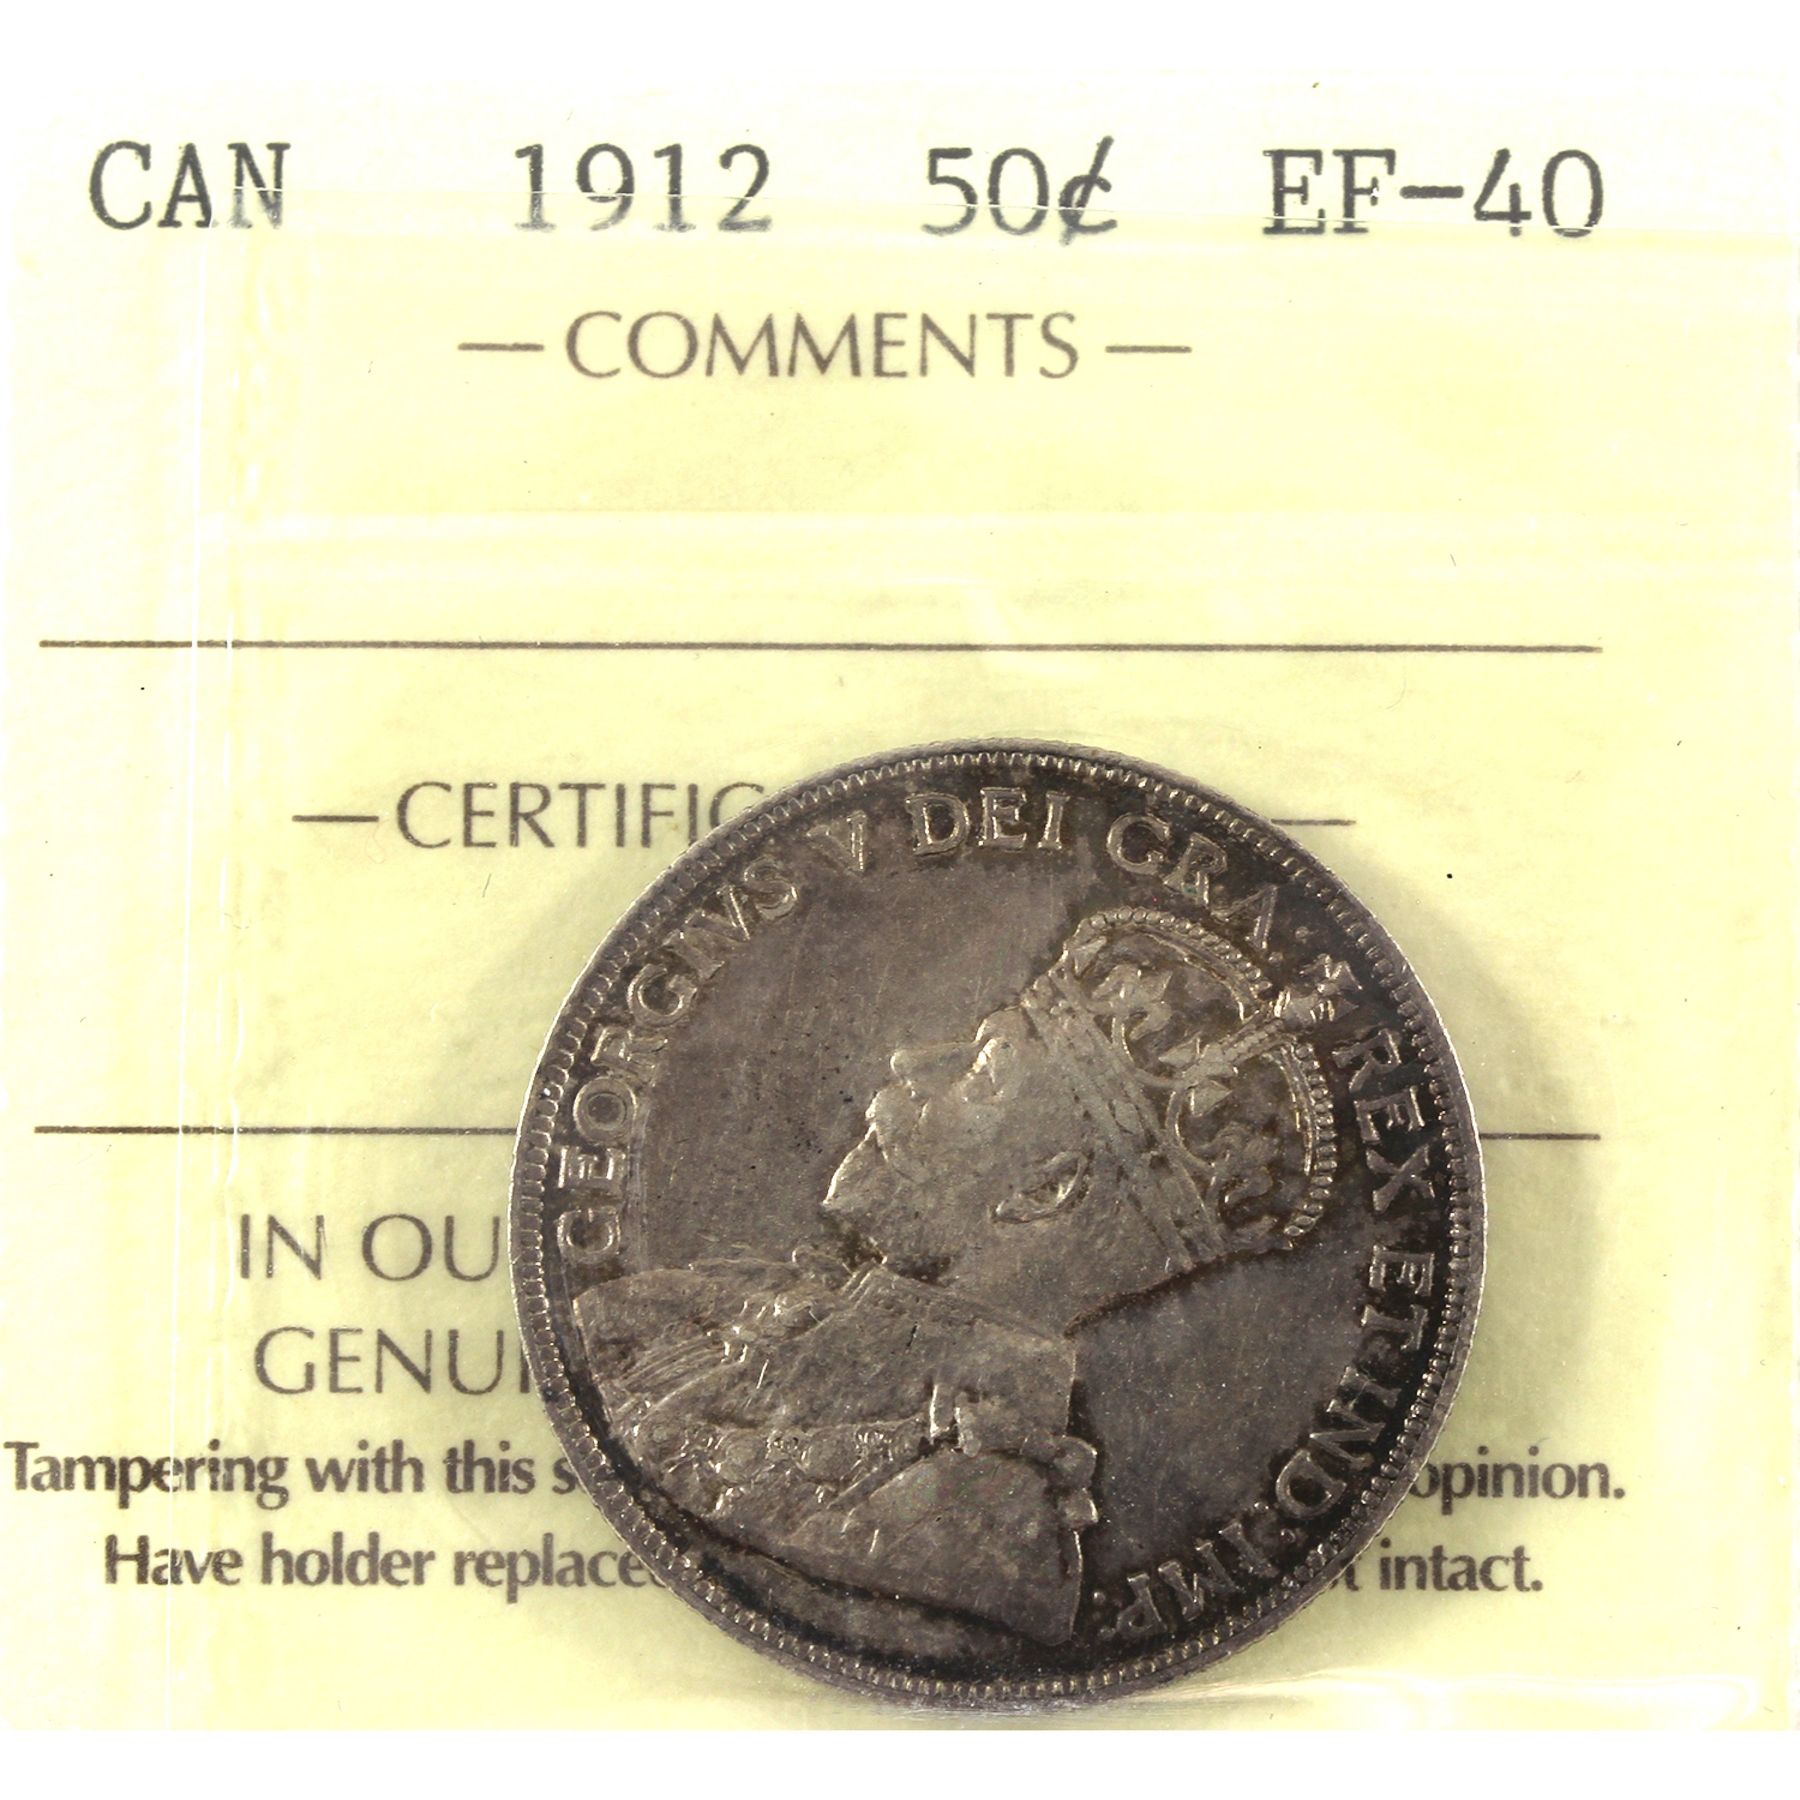 CAN 1912 50¢ EF-40
— COMMENTS —
—CERTIFIC —
IN OU
GENUI
Tampering with this s opinion.
Have holder replace t intact.
GEORGIVS V DEI GRA: REX ET IND: IMP: